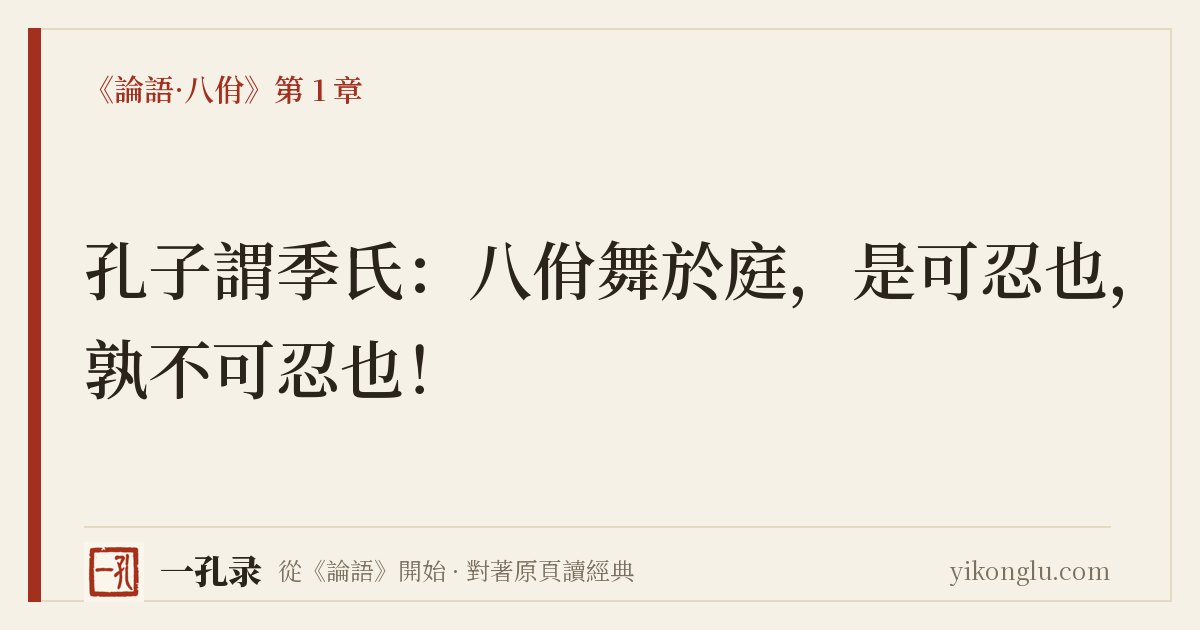 《論語·八佾》第 1 章
孔子謂季氏：八佾舞於庭，是可忍也，
孰不可忍也！
一孔
一孔录 從《論語》開始 · 對著原頁讀經典 yikonglu.com